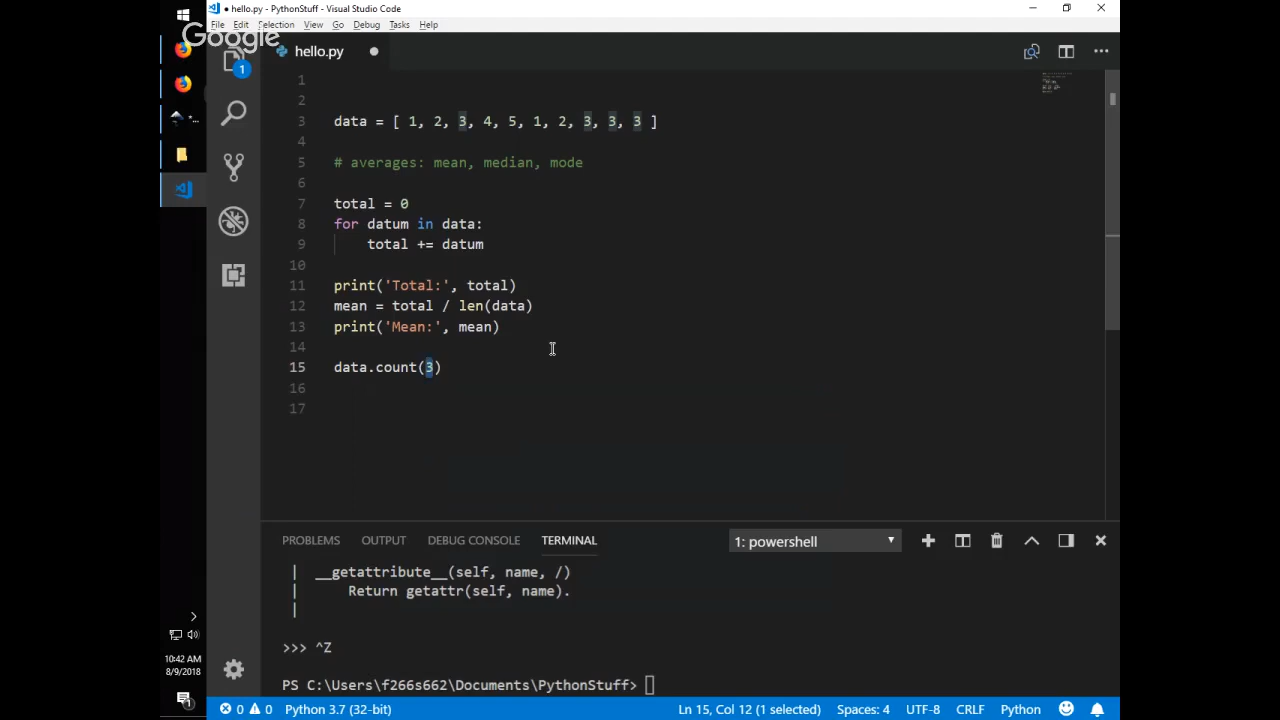 ● hello.py - PythonStuff - Visual Studio Code
File Edit Selection View Go Debug Tasks Help
Google
hello.py
1
1
2
3 data = [ 1, 2, 3, 4, 5, 1, 2, 3, 3, 3 ]
4
5 # averages: mean, median, mode
6
7 total = 0
8 for datum in data:
9 total += datum
10
11 print('Total:', total)
12 mean = total / len(data)
13 print('Mean:', mean)
14
15 data.count(3)
16
17
PROBLEMS OUTPUT DEBUG CONSOLE TERMINAL 1: powershell
| __getattribute__(self, name, /)
| Return getattr(self, name).
|
>>> ^Z
PS C:\Users\f266s662\Documents\PythonStuff>
10:42 AM
8/9/2018
1
0 0 Python 3.7 (32-bit) Ln 15, Col 12 (1 selected) Spaces: 4 UTF-8 CRLF Python